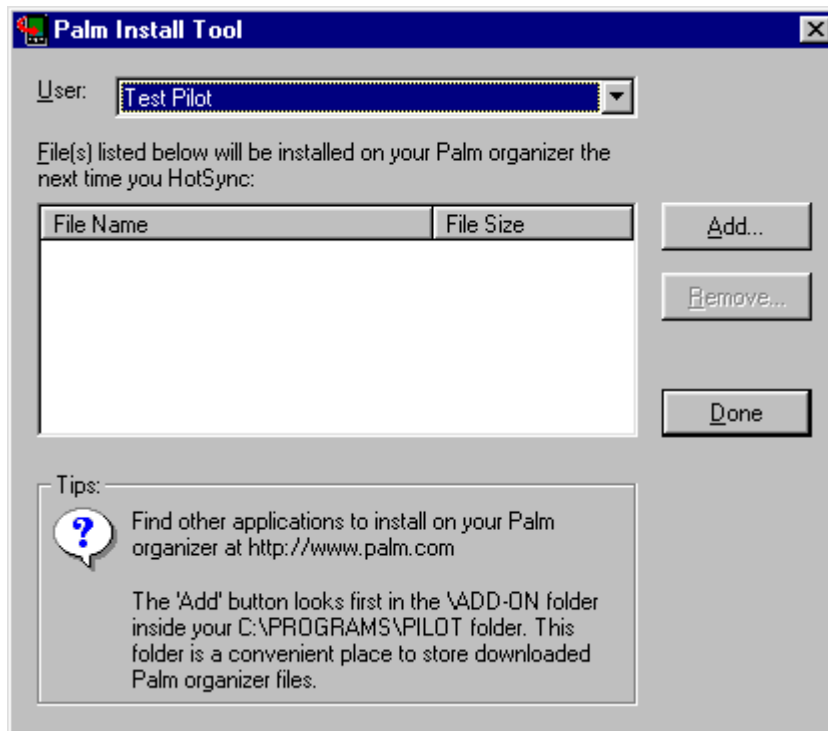 Palm Install Tool
User: Test Pilot
File(s) listed below will be installed on your Palm organizer the
next time you HotSync:
File Name File Size
Add...
Remove...
Done
Tips:
Find other applications to install on your Palm
organizer at http://www.palm.com
The 'Add' button looks first in the \ADD-ON folder
inside your C:\PROGRAMS\PILOT folder. This
folder is a convenient place to store downloaded
Palm organizer files.